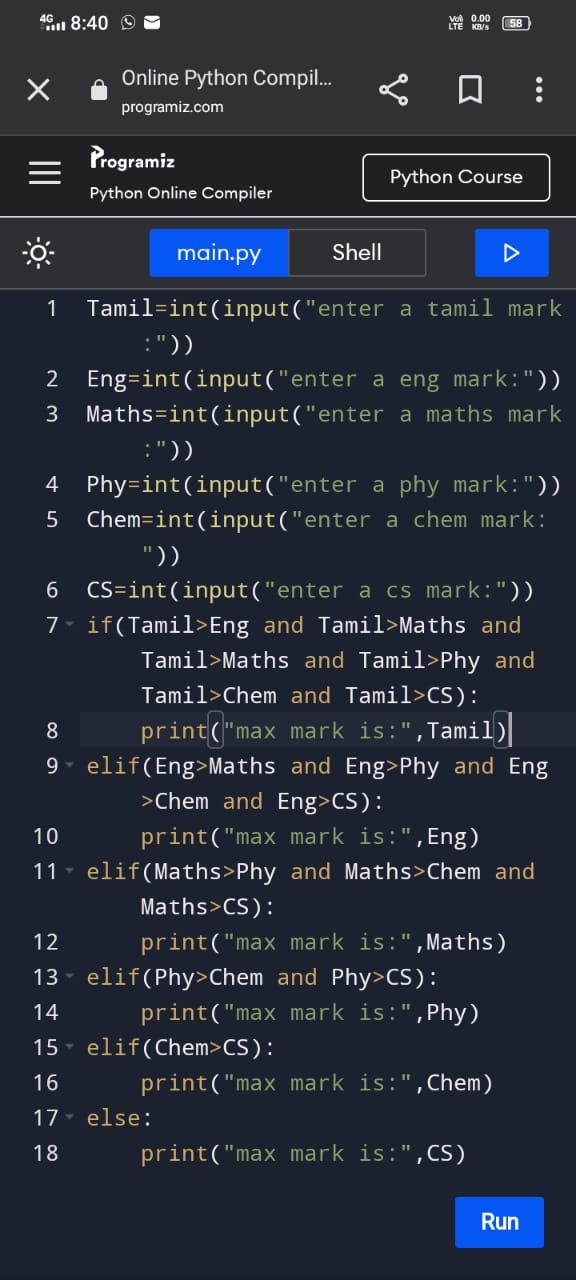 4G 8:40 Vo)) LTE 0.00 KB/s 58
Online Python Compil...
programiz.com
Programiz
Python Online Compiler
Python Course
main.py Shell
1 Tamil=int(input("enter a tamil mark
:"))
2 Eng=int(input("enter a eng mark:"))
3 Maths=int(input("enter a maths mark
:"))
4 Phy=int(input("enter a phy mark:"))
5 Chem=int(input("enter a chem mark:
"))
6 CS=int(input("enter a cs mark:"))
7 if(Tamil>Eng and Tamil>Maths and
Tamil>Maths and Tamil>Phy and
Tamil>Chem and Tamil>CS):
8 print("max mark is:",Tamil)
9 elif(Eng>Maths and Eng>Phy and Eng
>Chem and Eng>CS):
10 print("max mark is:",Eng)
11 elif(Maths>Phy and Maths>Chem and
Maths>CS):
12 print("max mark is:",Maths)
13 elif(Phy>Chem and Phy>CS):
14 print("max mark is:",Phy)
15 elif(Chem>CS):
16 print("max mark is:",Chem)
17 else:
18 print("max mark is:",CS)
Run